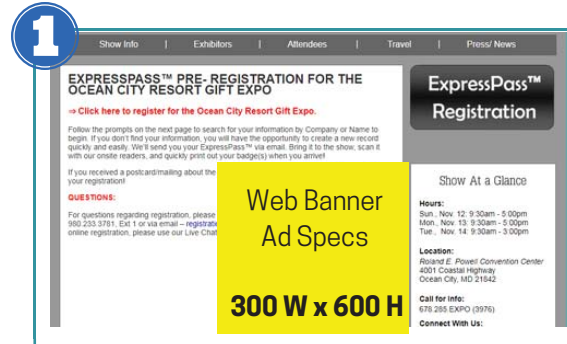 1
Show Info | Exhibitors | Attendees | Travel | Press/ News
EXPRESSPASS™ PRE- REGISTRATION FOR THE
OCEAN CITY RESORT GIFT EXPO
⇒ Click here to register for the Ocean City Resort Gift Expo.
Follow the prompts on the next page to search for your information by Company or Name to
begin. If you don't find your information, you will have the opportunity to create a new record
quickly and easily. We'll send you your ExpressPass™ via email. Bring it to the show, scan it
with our onsite readers, and quickly print out your badge(s) when you arrive!
If you received a postcard/mailing about the
your registration!
QUESTIONS:
For questions regarding registration, please
980.233.3781, Ext 1 or via email – registrati
online registration, please use our Live Chat
Web Banner
Ad Specs
300 W x 600 H
ExpressPass™
Registration
Show At a Glance
Hours:
Sun., Nov. 12: 9:30am - 5:00pm
Mon., Nov. 13: 9:30am - 5:00pm
Tue., Nov. 14: 9:30am - 3:00pm
Location:
Roland E. Powell Convention Center
4001 Coastal Highway
Ocean City, MD 21842
Call for Info:
678.285.EXPO (3976)
Connect With Us: